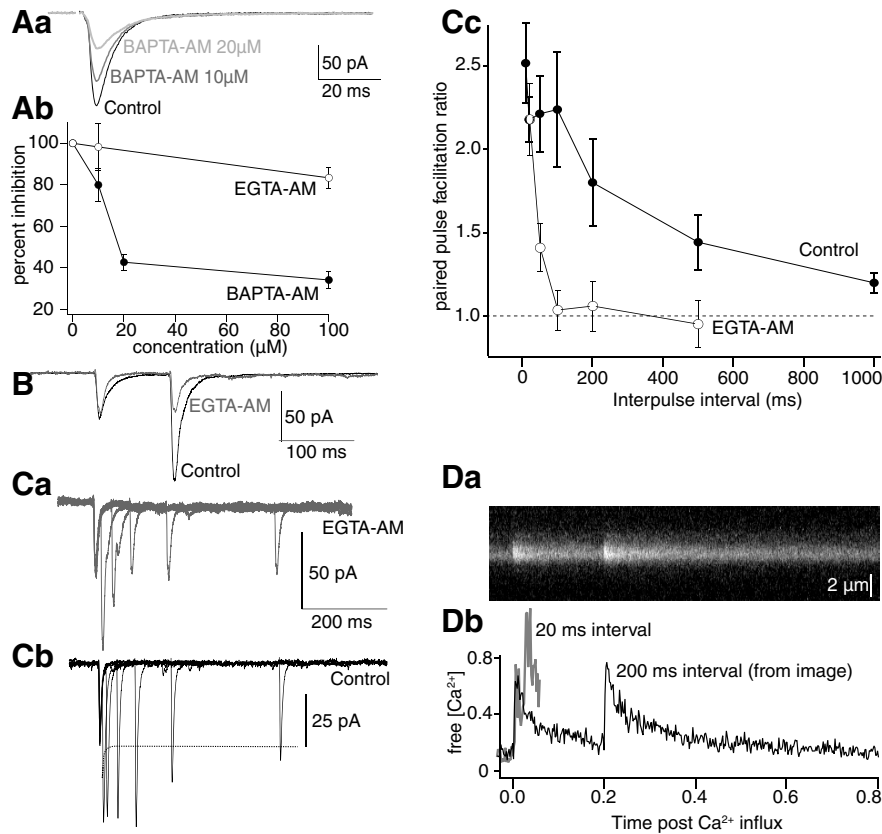 Aa
BAPTA-AM 20µM
BAPTA-AM 10µM
Control
50 pA
20 ms
Ab
percent inhibition
100
80
60
40
20
EGTA-AM
BAPTA-AM
0 20 40 60 80 100
concentration (µM)
B
EGTA-AM
Control
50 pA
100 ms
Ca
EGTA-AM
50 pA
200 ms
Cb
Control
25 pA
Cc
paired pulse facilitation ratio
2.5
2.0
1.5
1.0
Control
EGTA-AM
0 200 400 600 800 1000
Interpulse interval (ms)
Da
2 µm
Db
20 ms interval
200 ms interval (from image)
free [Ca²⁺]
0.8
0.4
0
0.0 0.2 0.4 0.6 0.8
Time post Ca²⁺ influx